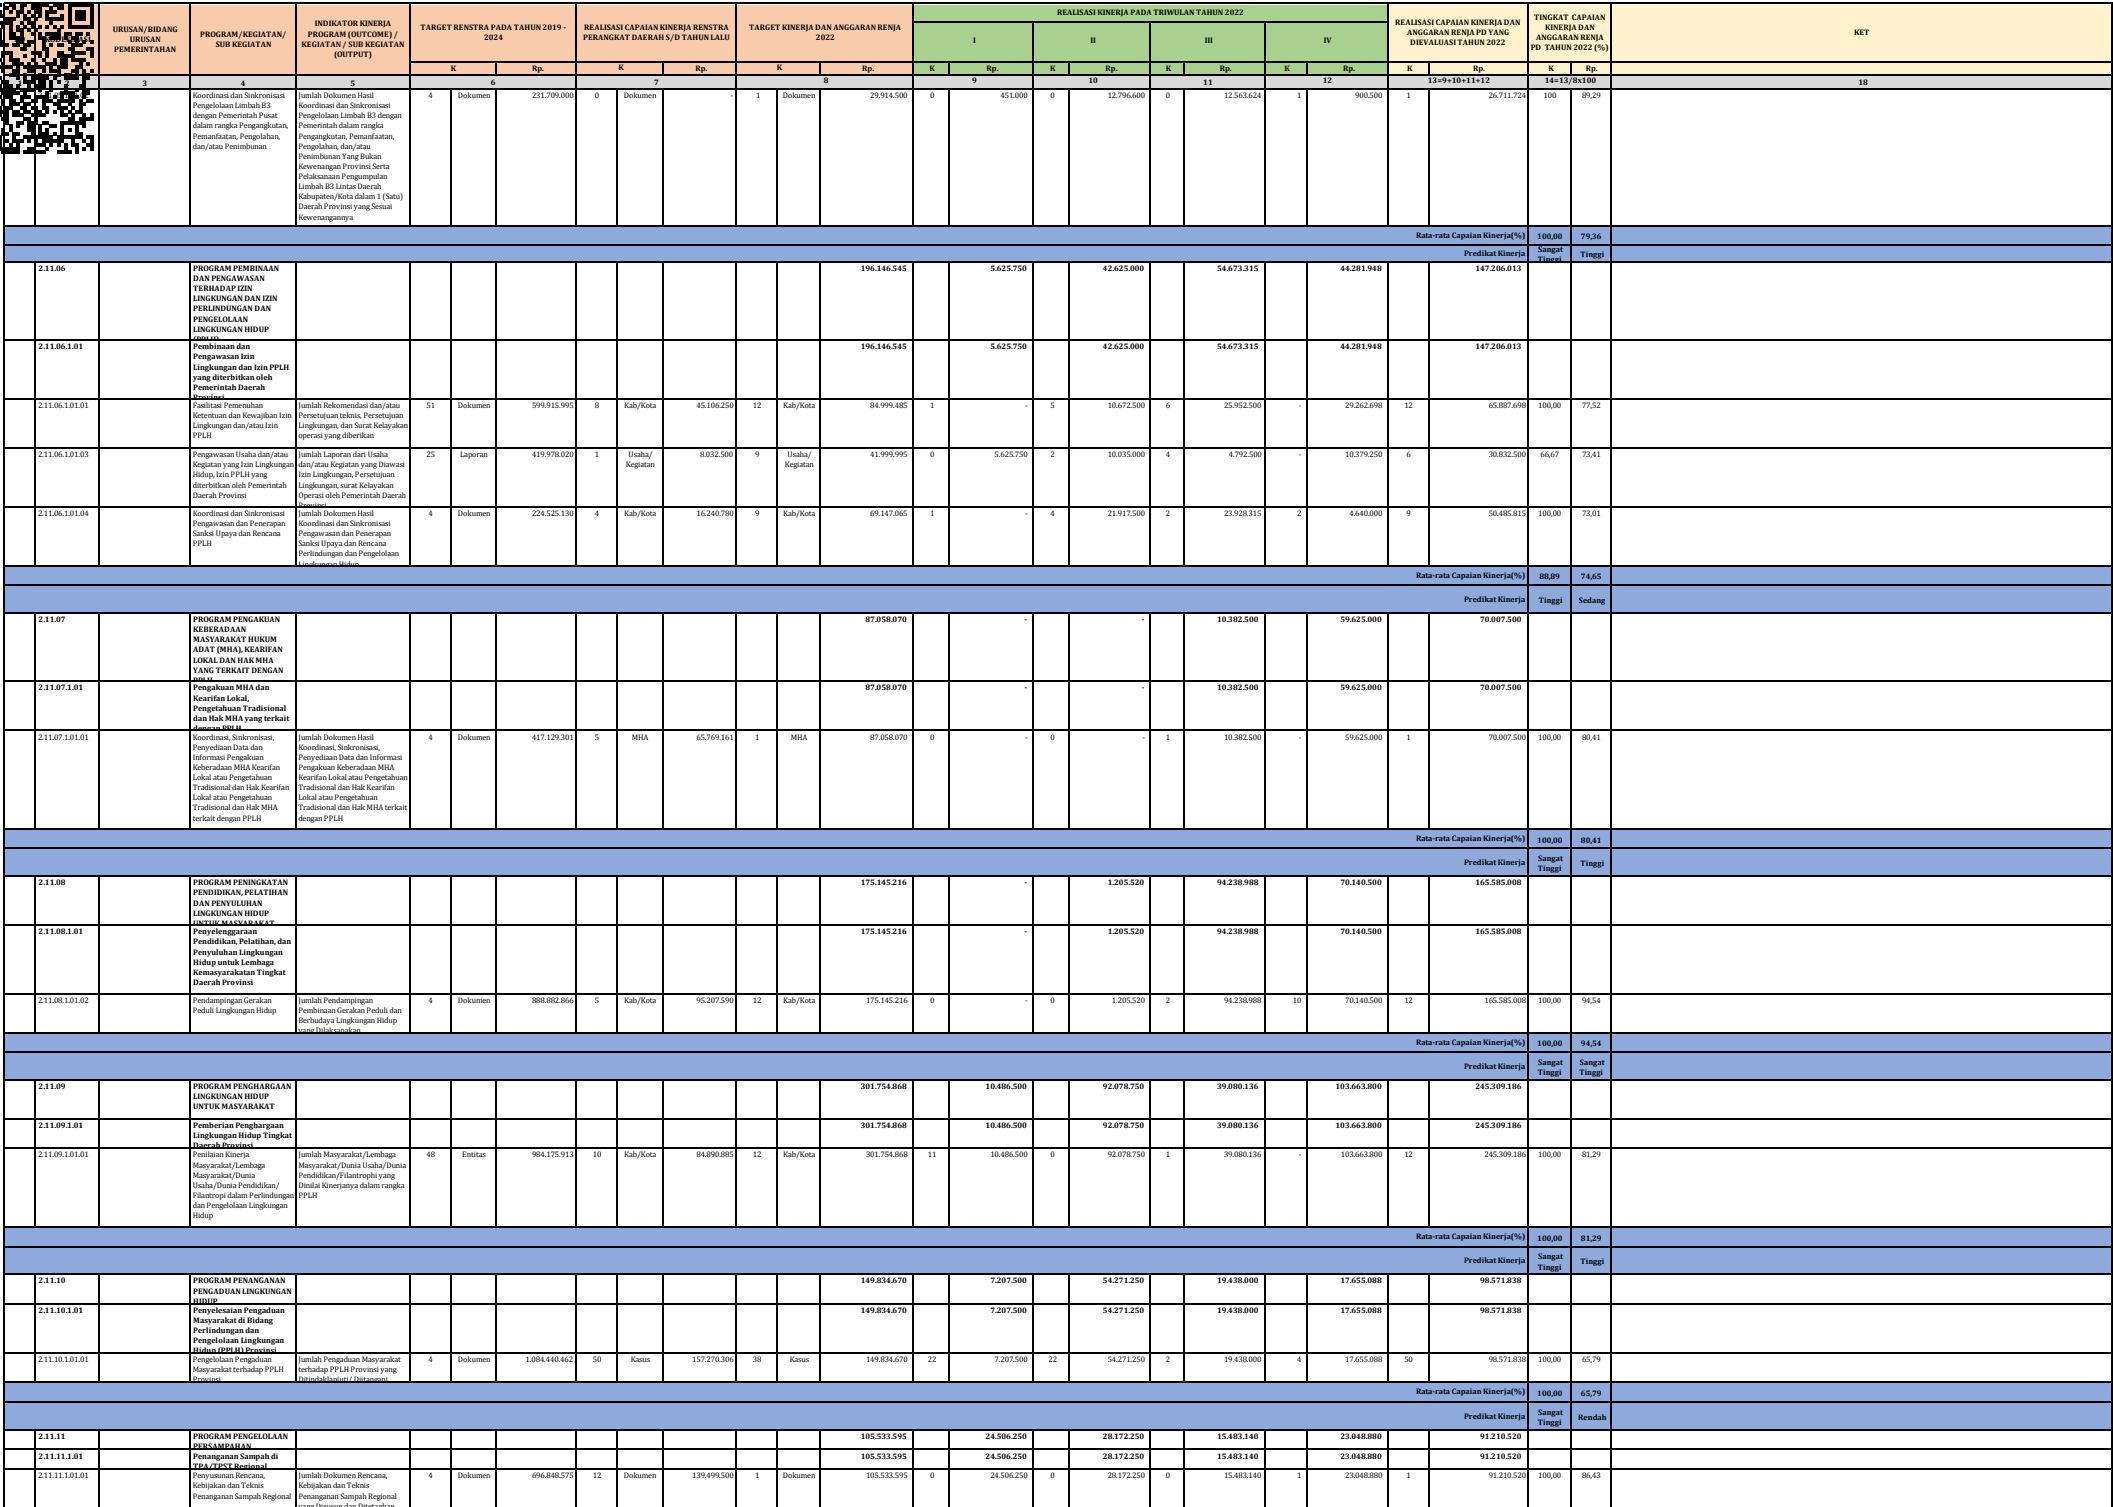 URUSAN/BIDANG
URUSAN
PEMERINTAHAN
PROGRAM/KEGIATAN/
SUB KEGIATAN
INDIKATOR KINERJA
PROGRAM (OUTCOME) /
KEGIATAN / SUB KEGIATAN
(OUTPUT)
TARGET RENSTRA PADA TAHUN 2019 -
2024
REALISASI CAPAIAN KINERJA RENSTRA
PERANGKAT DAERAH S/D TAHUN LALU
TARGET KINERJA DAN ANGGARAN RENJA
2022
REALISASI KINERJA PADA TRIWULAN TAHUN 2022
I II III IV
REALISASI CAPAIAN KINERJA DAN
ANGGARAN RENJA PD YANG
DIEVALUASI TAHUN 2022
TINGKAT CAPAIAN
KINERJA DAN
ANGGARAN RENJA
PD TAHUN 2022 (%)
KET
K Rp. K Rp. K Rp. K Rp. K Rp. K Rp. K Rp. K Rp. K Rp.
3 4 5 6 7 8 9 10 11 12 13=9+10+11+12 14=13/8x100 18
Koordinasi dan Sinkronisasi
Pengelolaan Limbah B3
dengan Pemerintah Pusat
dalam rangka Pengangkutan,
Pemanfaatan, Pengolahan,
dan/atau Penimbunan
Jumlah Dokumen Hasil
Koordinasi dan Sinkronisasi
Pengelolaan Limbah B3 dengan
Pemerintah dalam rangka
Pengangkutan, Pemanfaatan,
Pengolahan, dan/atau
Penimbunan Yang Bukan
Kewenangan Provinsi Serta
Pelaksanaan Pengumpulan
Limbah B3 Lintas Daerah
Kabupaten/Kota dalam 1 (Satu)
Daerah Provinsi yang Sesuai
Kewenangannya
4 Dokumen 231.709.000 0 Dokumen - 1 Dokumen 29.914.500 0 451.000 0 12.796.600 0 12.563.624 1 900.500 1 26.711.724 100 89,29
Rata-rata Capaian Kinerja(%) 100,00 79,36
Predikat Kinerja Sangat Tinggi Tinggi
2.11.06
PROGRAM PEMBINAAN
DAN PENGAWASAN
TERHADAP IZIN
LINGKUNGAN DAN IZIN
PERLINDUNGAN DAN
PENGELOLAAN
LINGKUNGAN HIDUP
(PPLH)
196.146.545 5.625.750 42.625.000 54.673.315 44.281.948 147.206.013
2.11.06.1.01
Pembinaan dan
Pengawasan Izin
Lingkungan dan Izin PPLH
yang diterbitkan oleh
Pemerintah Daerah
Provinsi
196.146.545 5.625.750 42.625.000 54.673.315 44.281.948 147.206.013
2.11.06.1.01.01
Fasilitasi Pemenuhan
Ketentuan dan Kewajiban Izin
Lingkungan dan/atau Izin
PPLH
Jumlah Rekomendasi dan/atau
Persetujuan teknis, Persetujuan
Lingkungan, dan Surat Kelayakan
operasi yang diberikan
51 Dokumen 599.915.995 8 Kab/Kota 45.106.250 12 Kab/Kota 84.999.485 1 - 5 10.672.500 6 25.952.500 - 29.262.698 12 65.887.698 100,00 77,52
2.11.06.1.01.03
Pengawasan Usaha dan/atau
Kegiatan yang Izin Lingkungan
Hidup, Izin PPLH yang
diterbitkan oleh Pemerintah
Daerah Provinsi
Jumlah Laporan dari Usaha
dan/atau Kegiatan yang Diawasi
Izin Lingkungan, Persetujuan
Lingkungan, surat Kelayakan
Operasi oleh Pemerintah Daerah
Provinsi
25 Laporan 419.978.020 1 Usaha/ Kegiatan 8.032.500 9 Usaha/ Kegiatan 41.999.995 0 5.625.750 2 10.035.000 4 4.792.500 - 10.379.250 6 30.832.500 66,67 73,41
2.11.06.1.01.04
Koordinasi dan Sinkronisasi
Pengawasan dan Penerapan
Sanksi Upaya dan Rencana
PPLH
Jumlah Dokumen Hasil
Koordinasi dan Sinkronisasi
Pengawasan dan Penerapan
Sanksi Upaya dan Rencana
Perlindungan dan Pengelolaan
Lingkungan Hidup
4 Dokumen 224.525.130 4 Kab/Kota 16.240.780 9 Kab/Kota 69.147.065 1 - 4 21.917.500 2 23.928.315 2 4.640.000 9 50.485.815 100,00 73,01
Rata-rata Capaian Kinerja(%) 88,89 74,65
Predikat Kinerja Tinggi Sedang
2.11.07
PROGRAM PENGAKUAN
KEBERADAAN
MASYARAKAT HUKUM
ADAT (MHA), KEARIFAN
LOKAL DAN HAK MHA
YANG TERKAIT DENGAN
PPLH
87.058.070 - - 10.382.500 59.625.000 70.007.500
2.11.07.1.01
Pengakuan MHA dan
Kearifan Lokal,
Pengetahuan Tradisional
dan Hak MHA yang terkait
dengan PPLH
87.058.070 - - 10.382.500 59.625.000 70.007.500
2.11.07.1.01.01
Koordinasi, Sinkronisasi,
Penyediaan Data dan
Informasi Pengakuan
Keberadaan MHA Kearifan
Lokal atau Pengetahuan
Tradisional dan Hak Kearifan
Lokal atau Pengetahuan
Tradisional dan Hak MHA
terkait dengan PPLH
Jumlah Dokumen Hasil
Koordinasi, Sinkronisasi,
Penyediaan Data dan Informasi
Pengakuan Keberadaan MHA
Kearifan Lokal atau Pengetahuan
Tradisional dan Hak Kearifan
Lokal atau Pengetahuan
Tradisional dan Hak MHA terkait
dengan PPLH
4 Dokumen 417.129.301 5 MHA 65.769.161 1 MHA 87.058.070 0 - 0 - 1 10.382.500 - 59.625.000 1 70.007.500 100,00 80,41
Rata-rata Capaian Kinerja(%) 100,00 80,41
Predikat Kinerja Sangat Tinggi Tinggi
2.11.08
PROGRAM PENINGKATAN
PENDIDIKAN, PELATIHAN
DAN PENYULUHAN
LINGKUNGAN HIDUP
UNTUK MASYARAKAT
175.145.216 - 1.205.520 94.238.988 70.140.500 165.585.008
2.11.08.1.01
Penyelenggaraan
Pendidikan, Pelatihan, dan
Penyuluhan Lingkungan
Hidup untuk Lembaga
Kemasyarakatan Tingkat
Daerah Provinsi
175.145.216 - 1.205.520 94.238.988 70.140.500 165.585.008
2.11.08.1.01.02
Pendampingan Gerakan
Peduli Lingkungan Hidup
Jumlah Pendampingan
Pembinaan Gerakan Peduli dan
Berbudaya Lingkungan Hidup
yang Dilaksanakan
4 Dokumen 888.882.866 5 Kab/Kota 95.207.590 12 Kab/Kota 175.145.216 0 - 0 1.205.520 2 94.238.988 10 70.140.500 12 165.585.008 100,00 94,54
Rata-rata Capaian Kinerja(%) 100,00 94,54
Predikat Kinerja Sangat Tinggi Sangat Tinggi
2.11.09
PROGRAM PENGHARGAAN
LINGKUNGAN HIDUP
UNTUK MASYARAKAT
301.754.868 10.486.500 92.078.750 39.080.136 103.663.800 245.309.186
2.11.09.1.01
Pemberian Penghargaan
Lingkungan Hidup Tingkat
Daerah Provinsi
301.754.868 10.486.500 92.078.750 39.080.136 103.663.800 245.309.186
2.11.09.1.01.01
Penilaian Kinerja
Masyarakat/Lembaga
Masyarakat/Dunia
Usaha/Dunia Pendidikan/
Filantropi dalam Perlindungan
dan Pengelolaan Lingkungan
Hidup
Jumlah Masyarakat/Lembaga
Masyarakat/Dunia Usaha/Dunia
Pendidikan/Filantrophi yang
Dinilai Kinerjanya dalam rangka
PPLH
48 Entitas 984.175.913 10 Kab/Kota 84.890.885 12 Kab/Kota 301.754.868 11 10.486.500 0 92.078.750 1 39.080.136 - 103.663.800 12 245.309.186 100,00 81,29
Rata-rata Capaian Kinerja(%) 100,00 81,29
Predikat Kinerja Sangat Tinggi Tinggi
2.11.10
PROGRAM PENANGANAN
PENGADUAN LINGKUNGAN
HIDUP
149.834.670 7.207.500 54.271.250 19.438.000 17.655.088 98.571.838
2.11.10.1.01
Penyelesaian Pengaduan
Masyarakat di Bidang
Perlindungan dan
Pengelolaan Lingkungan
Hidup (PPLH) Provinsi
149.834.670 7.207.500 54.271.250 19.438.000 17.655.088 98.571.838
2.11.10.1.01.01
Pengelolaan Pengaduan
Masyarakat terhadap PPLH
Provinsi
Jumlah Pengaduan Masyarakat
terhadap PPLH Provinsi yang
Ditindaklanjuti/ Ditangani
4 Dokumen 1.084.440.462 50 Kasus 157.270.306 38 Kasus 149.834.670 22 7.207.500 22 54.271.250 2 19.438.000 4 17.655.088 50 98.571.838 100,00 65,79
Rata-rata Capaian Kinerja(%) 100,00 65,79
Predikat Kinerja Sangat Tinggi Rendah
2.11.11
PROGRAM PENGELOLAAN
PERSAMPAHAN
105.533.595 24.506.250 28.172.250 15.483.140 23.048.880 91.210.520
2.11.11.1.01
Penanganan Sampah di
TPA/TPST Regional
105.533.595 24.506.250 28.172.250 15.483.140 23.048.880 91.210.520
2.11.11.1.01.01
Penyusunan Rencana,
Kebijakan dan Teknis
Penanganan Sampah Regional
Jumlah Dokumen Rencana,
Kebijakan dan Teknis
Penanganan Sampah Regional
yang Disusun dan Ditetapkan
4 Dokumen 696.848.575 12 Dokumen 139.499.500 1 Dokumen 105.533.595 0 24.506.250 0 28.172.250 0 15.483.140 1 23.048.880 1 91.210.520 100,00 86,43